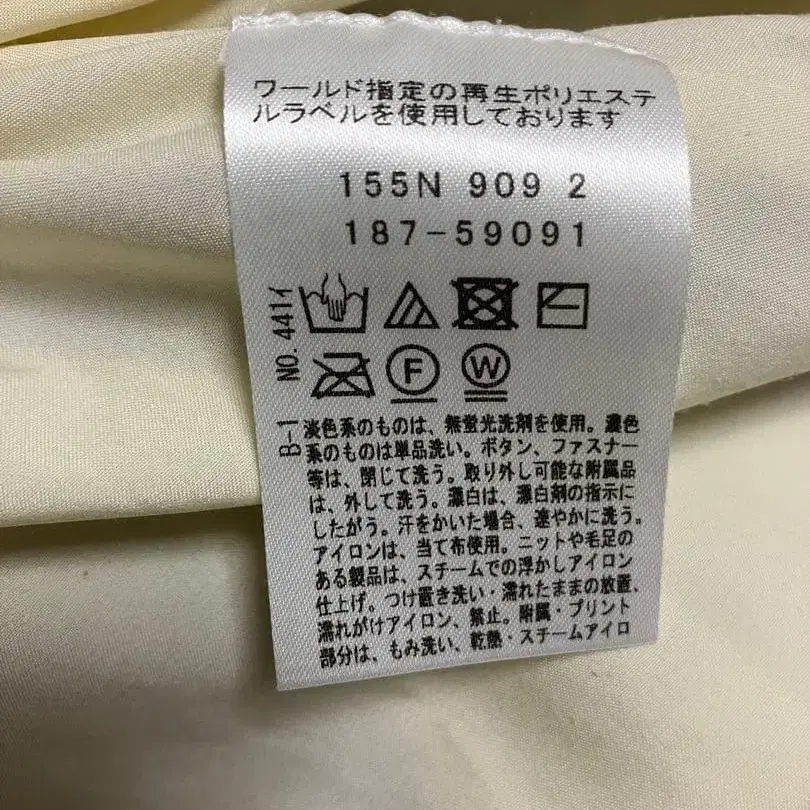 ワールド指定の再生ポリエステ
ルラベルを使用しております
155N 909 2
187-59091
NO.441イ
F
W
B-1
淡色系のものは、無蛍光洗剤を使用。濃色
系のものは単品洗い。ボタン、ファスナー
等は、閉じて洗う。取り外し可能な附属品
は、外して洗う。漂白は、漂白剤の指示に
したがう。汗をかいた場合、速やかに洗う。
アイロンは、当て布使用。ニットや毛足の
ある製品は、スチームでの浮かしアイロン
仕上げ。つけ置き洗い・濡れたままの放置、
濡れがけアイロン、禁止。附属・プリント
部分は、もみ洗い、乾熱・スチームアイロ